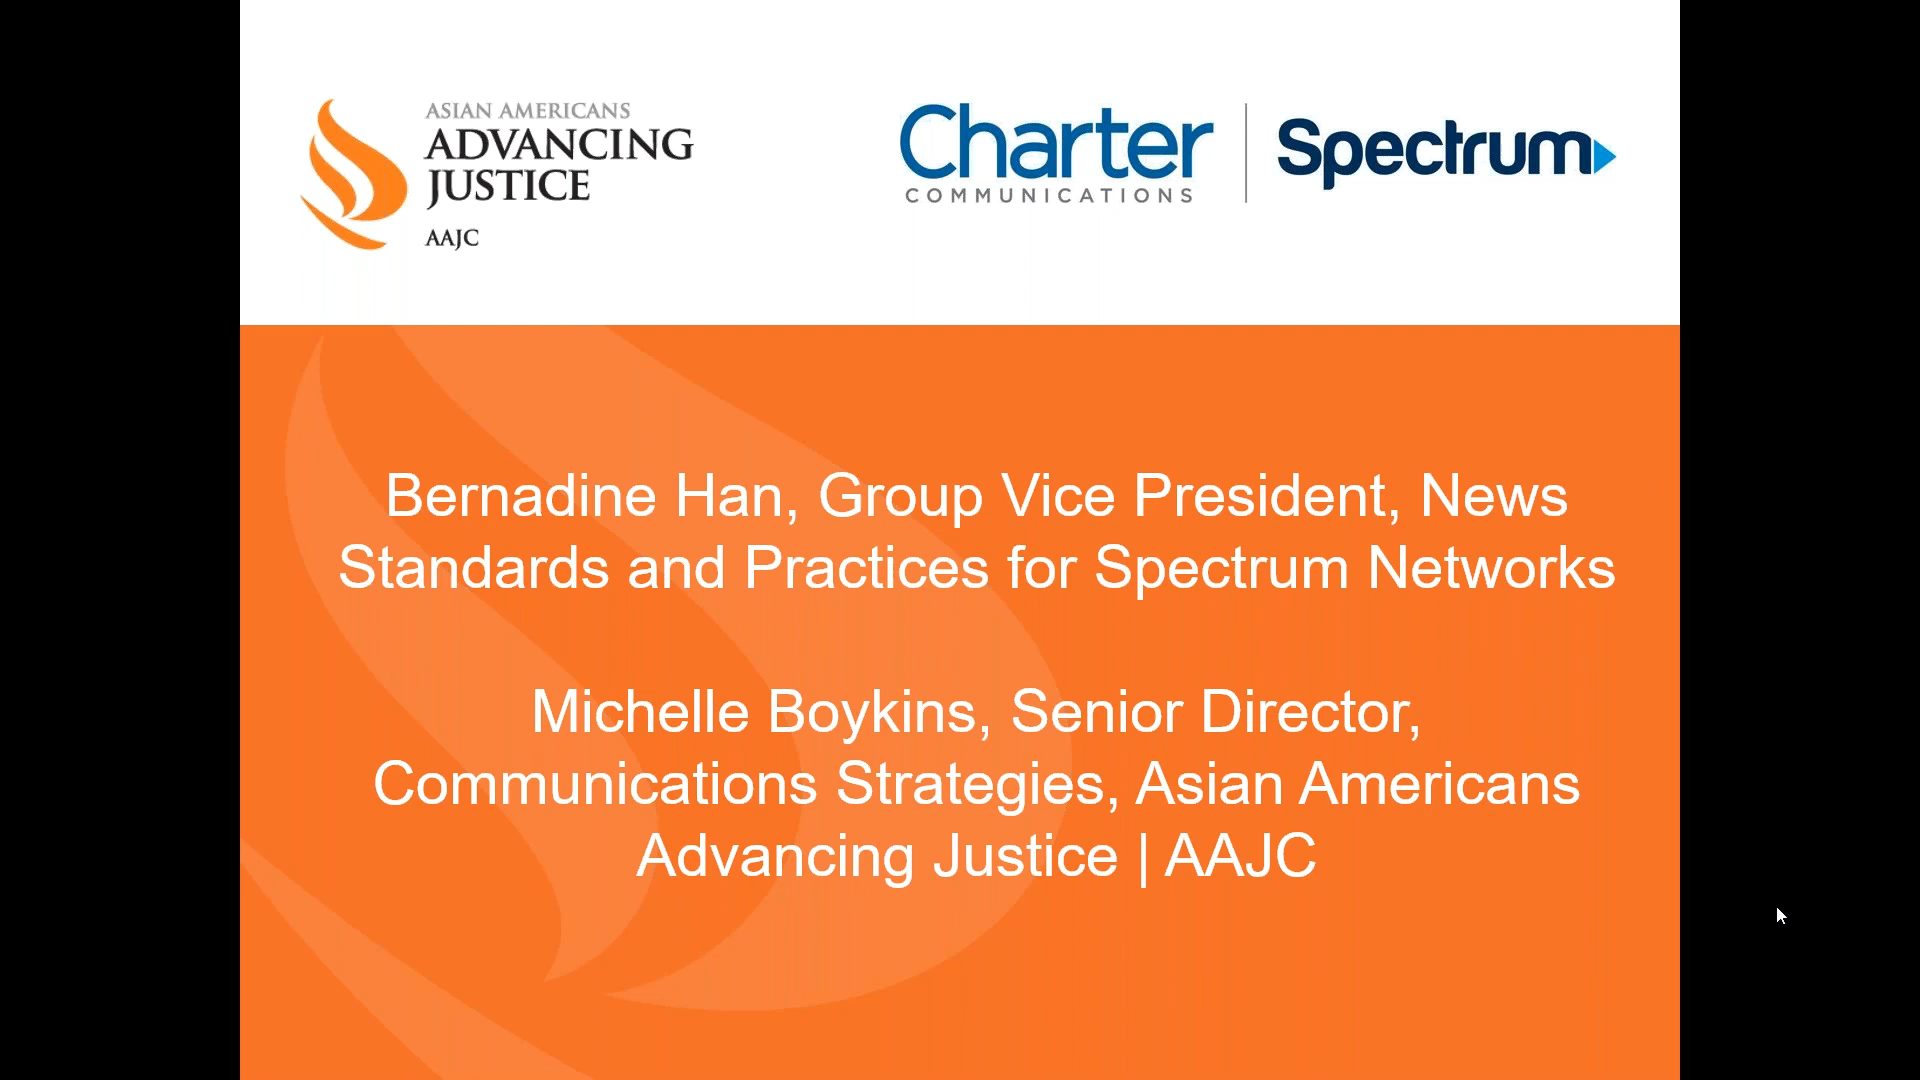 ASIAN AMERICANS
ADVANCING
JUSTICE
AAJC
Charter
COMMUNICATIONS
Spectrum
Bernadine Han, Group Vice President, News
Standards and Practices for Spectrum Networks
Michelle Boykins, Senior Director,
Communications Strategies, Asian Americans
Advancing Justice | AAJC